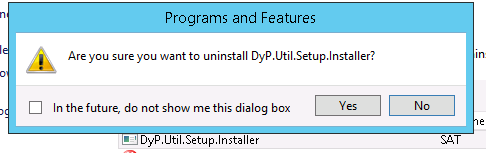 Programs and Features
Are you sure you want to uninstall DyP.Util.Setup.Installer?
In the future, do not show me this dialog box
Yes
No
DyP.Util.Setup.Installer
SAT